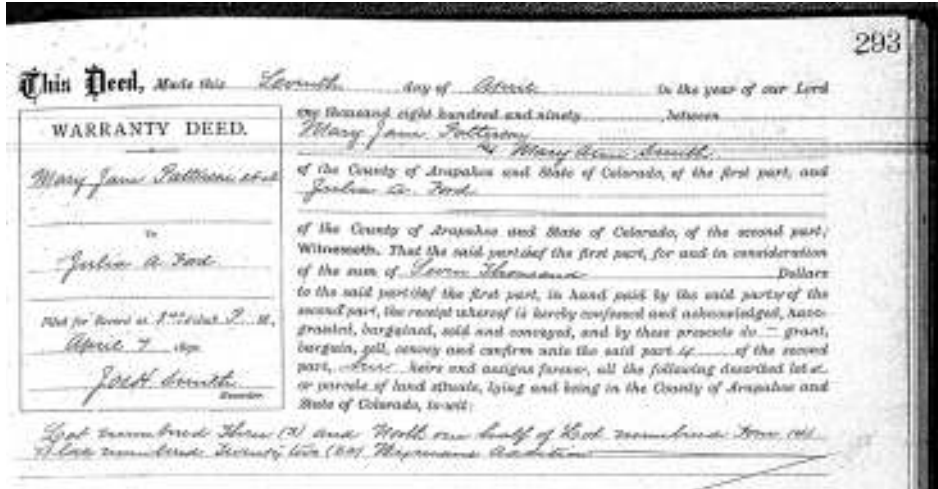 293
This Deed, Made this Seventh day of April in the year of our Lord
one thousand eight hundred and ninety, between
Mary Jane Patterson
& Mary Ann Smith
of the County of Arapahoe and State of Colorado, of the first part, and
Julia A. Ford
of the County of Arapahoe and State of Colorado, of the second part;
Witnesseth, That the said parties of the first part, for and in consideration
of the sum of Seven Thousand Dollars
to the said parties of the first part, in hand paid by the said party of the
second part, the receipt whereof is hereby confessed and acknowledged, have
granted, bargained, sold and conveyed, and by these presents do grant,
bargain, sell, convey and confirm unto the said party of the second
part, her heirs and assigns forever, all the following described lot
or parcels of land situate, lying and being in the County of Arapahoe and
State of Colorado, to-wit:
WARRANTY DEED.
Mary Jane Patterson et al
To
Julia A Ford
Filed for Record at o'clock P. M.,
April 7 1890
Joe H. Smith
Recorder.
Lot numbered Three (3) and North one half of Lot numbered Four (4)
Block numbered Twenty two (22) Addition